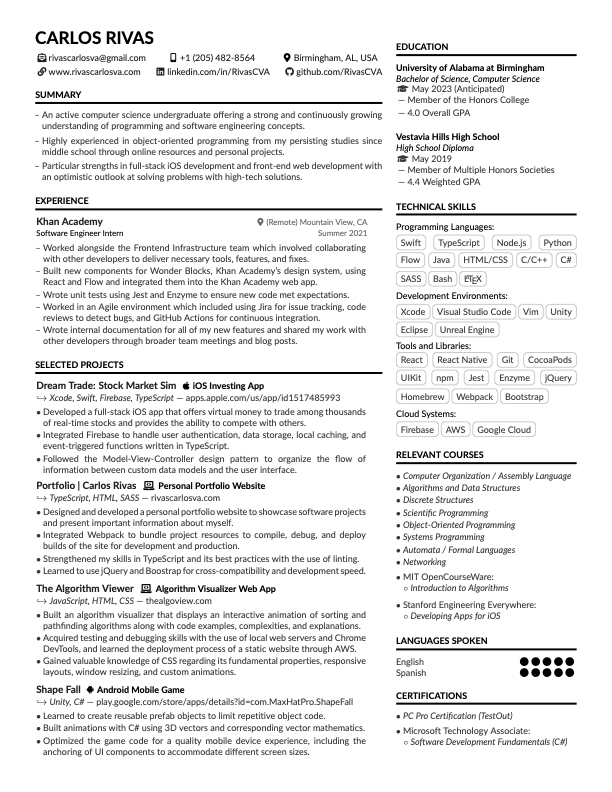 CARLOS RIVAS
rivascarlosva@gmail.com +1 (205) 482-8564 Birmingham, AL, USA
www.rivascarlosva.com linkedin.com/in/RivasCVA github.com/RivasCVA
SUMMARY
– An active computer science undergraduate offering a strong and continuously growing
understanding of programming and software engineering concepts.
– Highly experienced in object-oriented programming from my persisting studies since
middle school through online resources and personal projects.
– Particular strengths in full-stack iOS development and front-end web development with
an optimistic outlook at solving problems with high-tech solutions.
EXPERIENCE
Khan Academy (Remote) Mountain View, CA
Software Engineer Intern Summer 2021
– Worked alongside the Frontend Infrastructure team which involved collaborating
with other developers to deliver necessary tools, features, and fixes.
– Built new components for Wonder Blocks, Khan Academy's design system, using
React and Flow and integrated them into the Khan Academy web app.
– Wrote unit tests using Jest and Enzyme to ensure new code met expectations.
– Worked in an Agile environment which included using Jira for issue tracking, code
reviews to detect bugs, and GitHub Actions for continuous integration.
– Wrote internal documentation for all of my new features and shared my work with
other developers through broader team meetings and blog posts.
SELECTED PROJECTS
Dream Trade: Stock Market Sim iOS Investing App
↪ Xcode, Swift, Firebase, TypeScript — apps.apple.com/us/app/id1517485993
• Developed a full-stack iOS app that offers virtual money to trade among thousands
of real-time stocks and provides the ability to compete with others.
• Integrated Firebase to handle user authentication, data storage, local caching, and
event-triggered functions written in TypeScript.
• Followed the Model-View-Controller design pattern to organize the flow of
information between custom data models and the user interface.
Portfolio | Carlos Rivas Personal Portfolio Website
↪ TypeScript, HTML, SASS — rivascarlosva.com
• Designed and developed a personal portfolio website to showcase software projects
and present important information about myself.
• Integrated Webpack to bundle project resources to compile, debug, and deploy
builds of the site for development and production.
• Strengthened my skills in TypeScript and its best practices with the use of linting.
• Learned to use jQuery and Boostrap for cross-compatibility and development speed.
The Algorithm Viewer Algorithm Visualizer Web App
↪ JavaScript, HTML, CSS — thealgoview.com
• Built an algorithm visualizer that displays an interactive animation of sorting and
pathfinding algorithms along with code examples, complexities, and explanations.
• Acquired testing and debugging skills with the use of local web servers and Chrome
DevTools, and learned the deployment process of a static website through AWS.
• Gained valuable knowledge of CSS regarding its fundamental properties, responsive
layouts, window resizing, and custom animations.
Shape Fall Android Mobile Game
↪ Unity, C# — play.google.com/store/apps/details?id=com.MaxHatPro.ShapeFall
• Learned to create reusable prefab objects to limit repetitive object code.
• Built animations with C# using 3D vectors and corresponding vector mathematics.
• Optimized the game code for a quality mobile device experience, including the
anchoring of UI components to accommodate different screen sizes.
EDUCATION
University of Alabama at Birmingham
Bachelor of Science, Computer Science
May 2023 (Anticipated)
— Member of the Honors College
— 4.0 Overall GPA
Vestavia Hills High School
High School Diploma
May 2019
— Member of Multiple Honors Societies
— 4.4 Weighted GPA
TECHNICAL SKILLS
Programming Languages:
Swift TypeScript Node.js Python
Flow Java HTML/CSS C/C++ C#
SASS Bash LaTeX
Development Environments:
Xcode Visual Studio Code Vim Unity
Eclipse Unreal Engine
Tools and Libraries:
React React Native Git CocoaPods
UIKit npm Jest Enzyme jQuery
Homebrew Webpack Bootstrap
Cloud Systems:
Firebase AWS Google Cloud
RELEVANT COURSES
• Computer Organization / Assembly Language
• Algorithms and Data Structures
• Discrete Structures
• Scientific Programming
• Object-Oriented Programming
• Systems Programming
• Automata / Formal Languages
• Networking
• MIT OpenCourseWare:
○ Introduction to Algorithms
• Stanford Engineering Everywhere:
○ Developing Apps for iOS
LANGUAGES SPOKEN
English
Spanish
CERTIFICATIONS
• PC Pro Certification (TestOut)
• Microsoft Technology Associate:
○ Software Development Fundamentals (C#)